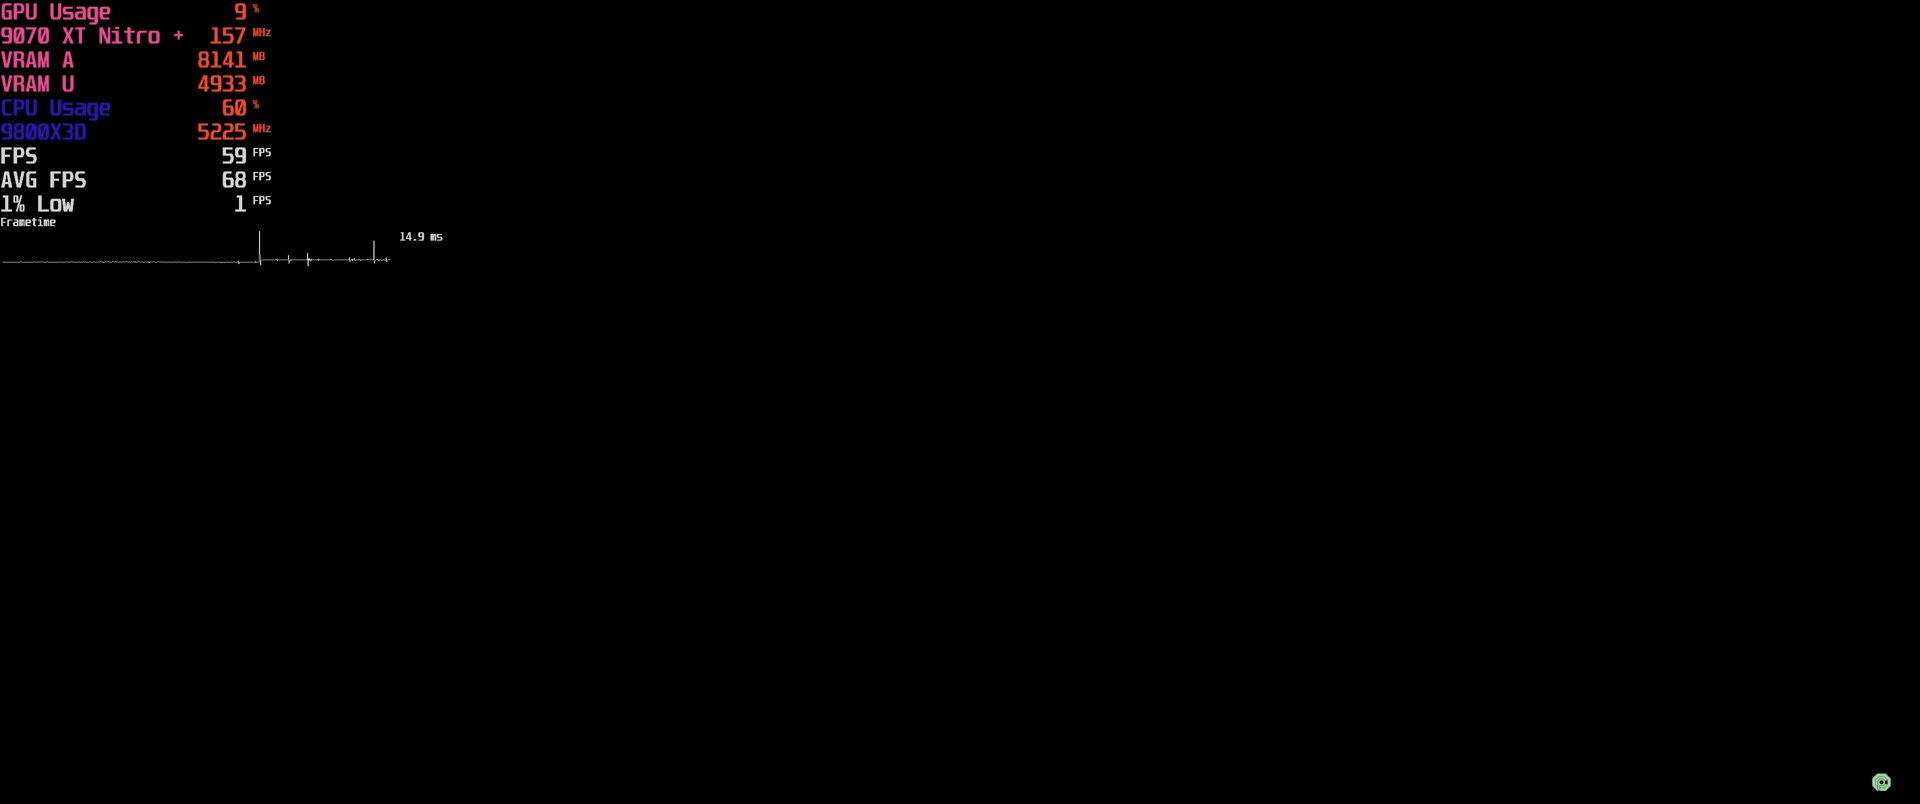 GPU Usage 9 %
9070 XT Nitro + 157 MHz
VRAM A 8141 MB
VRAM U 4933 MB
CPU Usage 60 %
9800X3D 5225 MHz
FPS 59 FPS
AVG FPS 68 FPS
1% Low 1 FPS
Frametime
14.9 ms